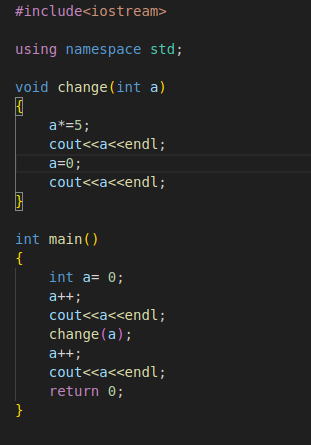 #include<iostream>
using namespace std;
void change(int a)
{
a*=5;
cout<<a<<endl;
a=0;
cout<<a<<endl;
}
int main()
{
int a= 0;
a++;
cout<<a<<endl;
change(a);
a++;
cout<<a<<endl;
return 0;
}